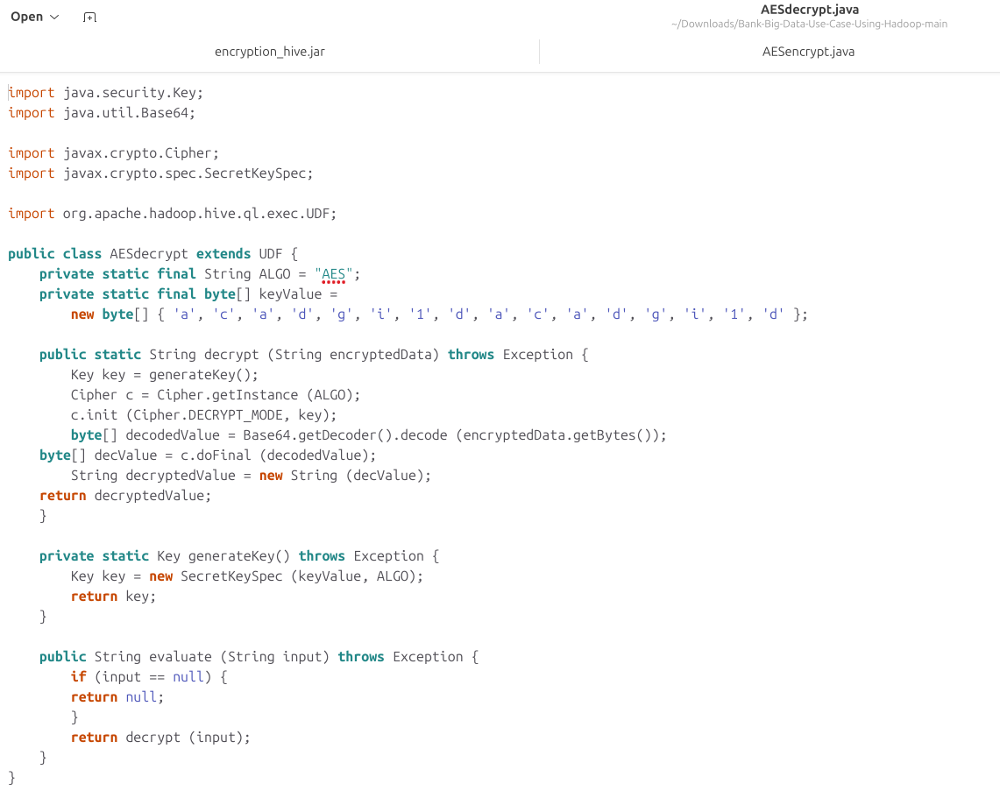 Open
AESdecrypt.java
~/Downloads/Bank-Big-Data-Use-Case-Using-Hadoop-main
encryption_hive.jar
AESencrypt.java
import java.security.Key;
import java.util.Base64;

import javax.crypto.Cipher;
import javax.crypto.spec.SecretKeySpec;

import org.apache.hadoop.hive.ql.exec.UDF;

public class AESdecrypt extends UDF {
    private static final String ALGO = "AES";
    private static final byte[] keyValue =
        new byte[] { 'a', 'c', 'a', 'd', 'g', 'i', '1', 'd', 'a', 'c', 'a', 'd', 'g', 'i', '1', 'd' };

    public static String decrypt (String encryptedData) throws Exception {
        Key key = generateKey();
        Cipher c = Cipher.getInstance (ALGO);
        c.init (Cipher.DECRYPT_MODE, key);
        byte[] decodedValue = Base64.getDecoder().decode (encryptedData.getBytes());
    byte[] decValue = c.doFinal (decodedValue);
        String decryptedValue = new String (decValue);
    return decryptedValue;
    }

    private static Key generateKey() throws Exception {
        Key key = new SecretKeySpec (keyValue, ALGO);
        return key;
    }

    public String evaluate (String input) throws Exception {
        if (input == null) {
        return null;
        }
        return decrypt (input);
    }
}